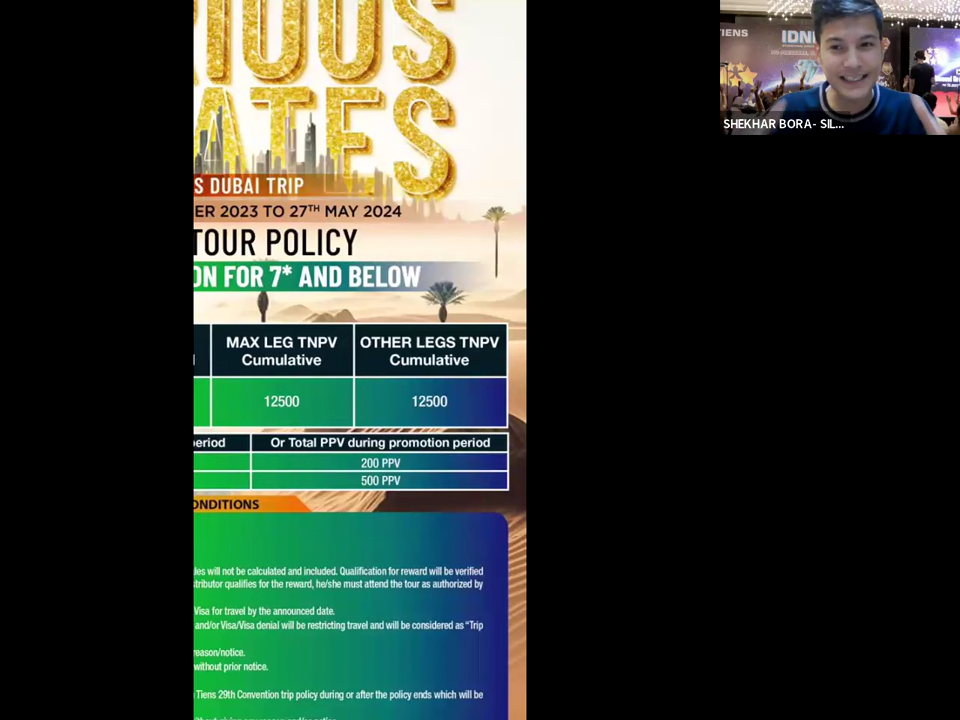 RIOUS
ATES
S DUBAI TRIP
ER 2023 TO 27TH MAY 2024
TOUR POLICY
ON FOR 7* AND BELOW
MAX LEG TNPV
Cumulative
OTHER LEGS TNPV
Cumulative
12500
12500
eriod
Or Total PPV during promotion period
200 PPV
500 PPV
ONDITIONS
les will not be calculated and included. Qualification for reward will be verified
stributor qualifies for the reward, he/she must attend the tour as authorized by
Visa for travel by the announced date.
and/or Visa/Visa denial will be restricting travel and will be considered as “Trip
reason/notice.
without prior notice.
Tiens 29th Convention trip policy during or after the policy ends which will be
TIENS
SHEKHAR BORA- SIL...